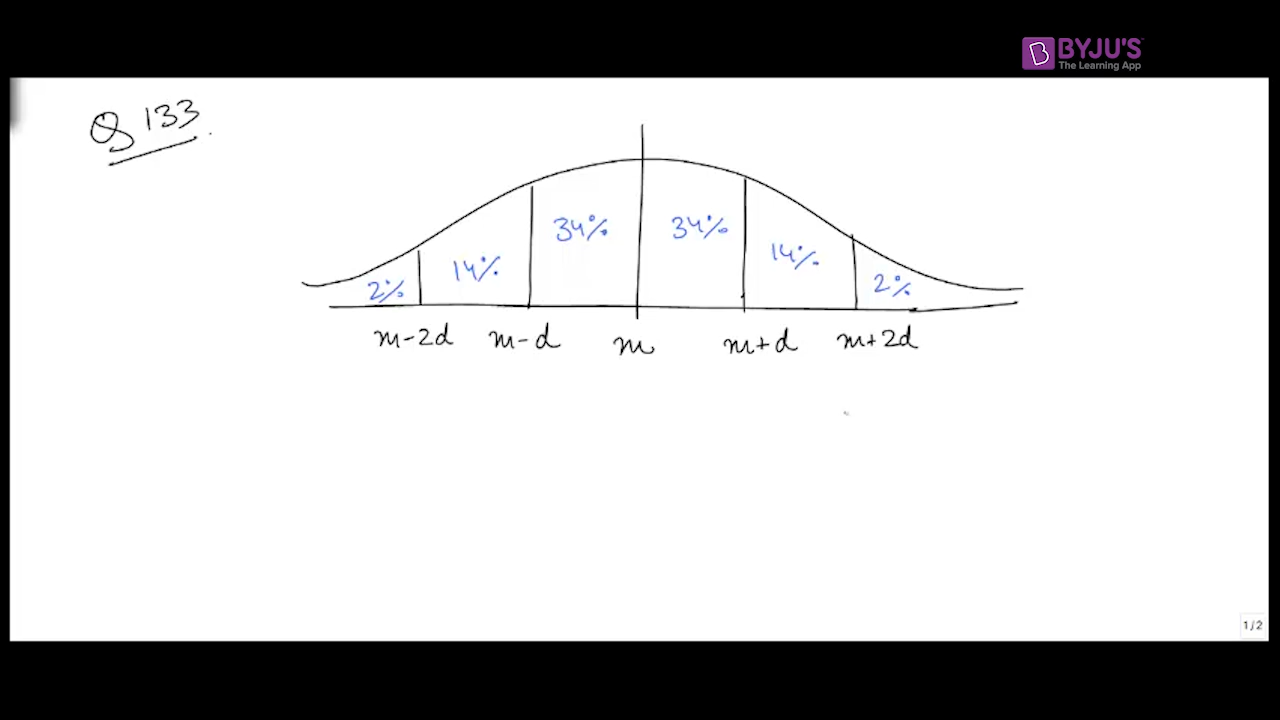 BYJU'S
The Learning App
Q 133.
34% 34%
14% 14%
2% 2%
m-2d m-d m m+d m+2d
1/2